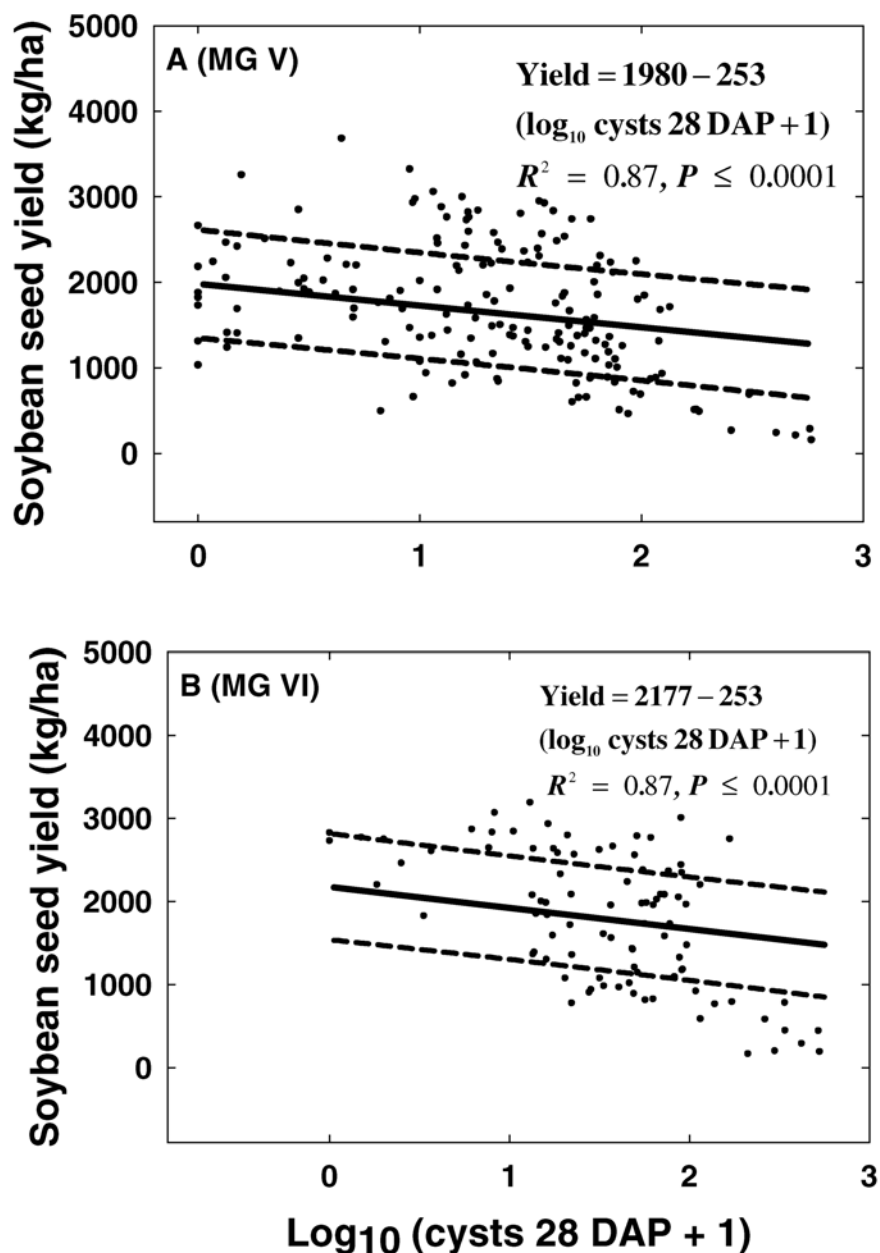 A (MG V)
Yield = 1980 – 253
(log₁₀ cysts 28 DAP + 1)
R² = 0.87, P ≤ 0.0001
Soybean seed yield (kg/ha)
5000
4000
3000
2000
1000
0
0 1 2 3
B (MG VI)
Yield = 2177 – 253
(log₁₀ cysts 28 DAP + 1)
R² = 0.87, P ≤ 0.0001
Soybean seed yield (kg/ha)
5000
4000
3000
2000
1000
0
0 1 2 3
Log₁₀ (cysts 28 DAP + 1)